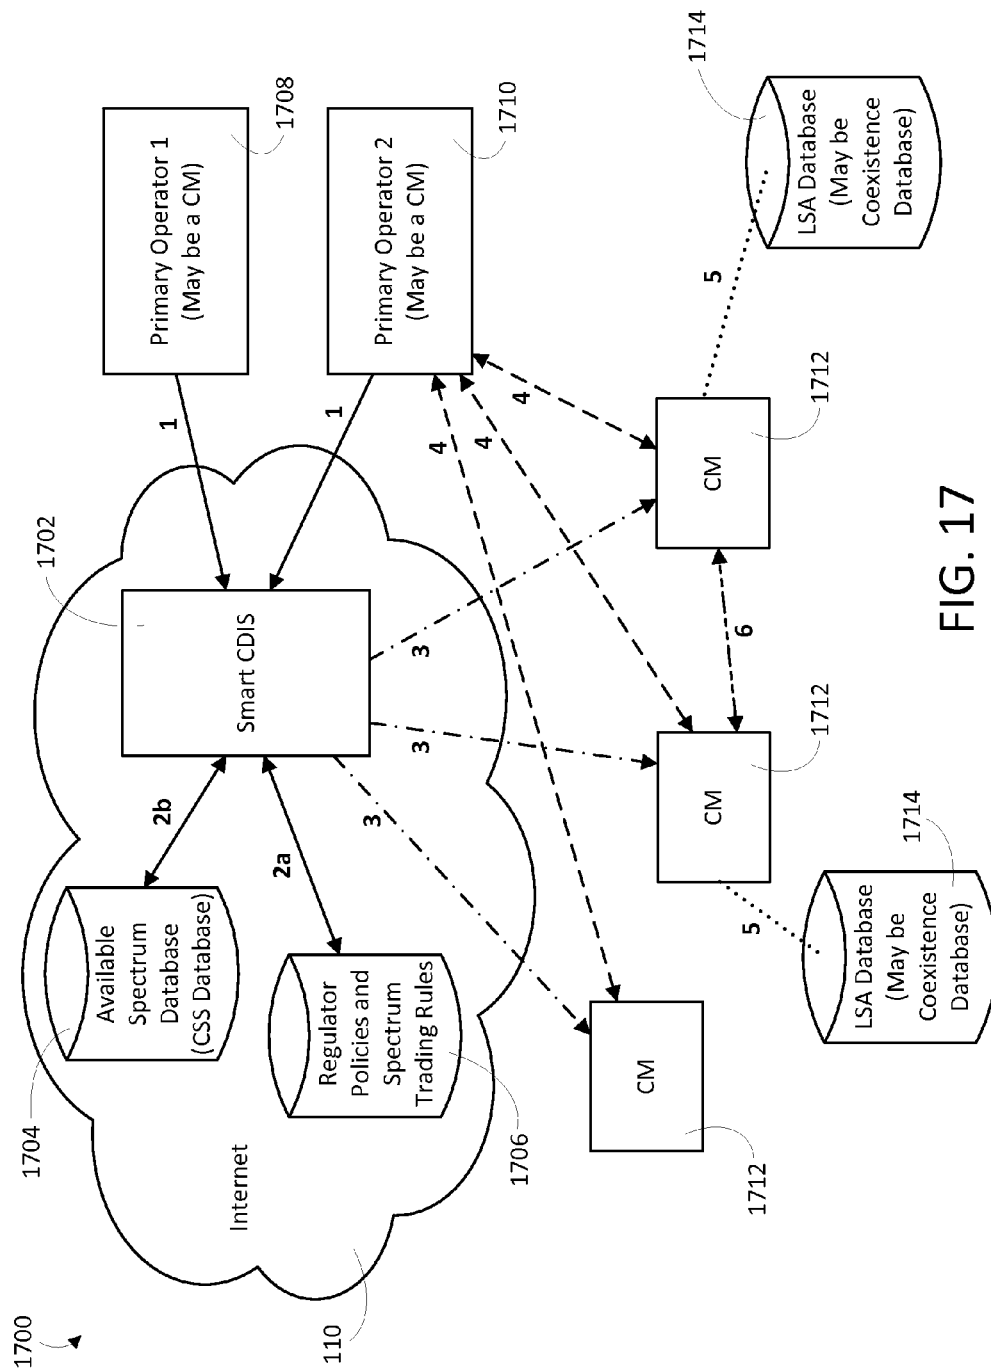 1700
110
Internet
1704
Available
Spectrum
Database
(CSS Database)
1706
Regulator
Policies and
Spectrum
Trading Rules
2b
2a
1702
Smart CDIS
1
1
Primary Operator 1
(May be a CM)
1708
Primary Operator 2
(May be a CM)
1710
3
3
3
4
4
4
CM
1712
CM
1712
CM
1712
6
5
5
LSA Database
(May be
Coexistence
Database)
1714
LSA Database
(May be
Coexistence
Database)
1714
FIG. 17